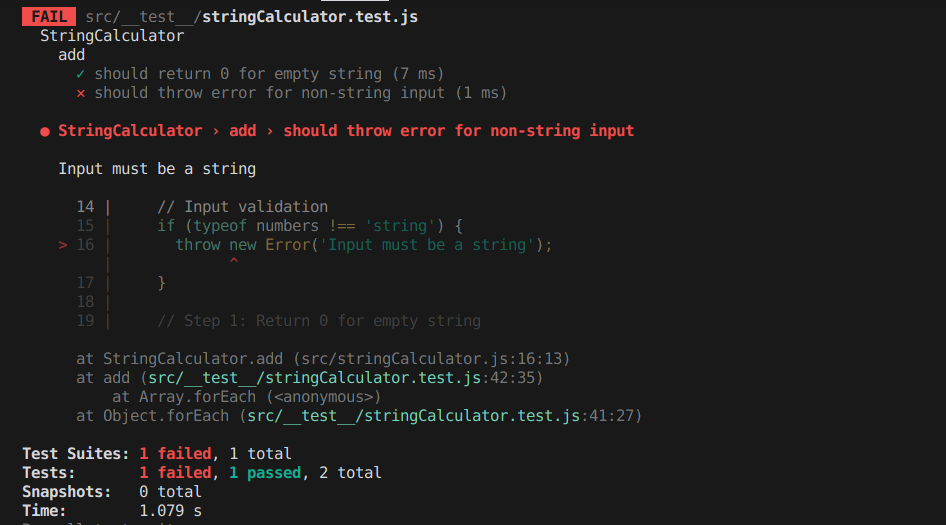 FAIL src/__test__/stringCalculator.test.js
StringCalculator
add
✓ should return 0 for empty string (7 ms)
✕ should throw error for non-string input (1 ms)
● StringCalculator › add › should throw error for non-string input
Input must be a string
14 |     // Input validation
15 |     if (typeof numbers !== 'string') {
> 16 |       throw new Error('Input must be a string');
|             ^
17 |     }
18 |
19 |     // Step 1: Return 0 for empty string
at StringCalculator.add (src/stringCalculator.js:16:13)
at add (src/__test__/stringCalculator.test.js:42:35)
at Array.forEach (<anonymous>)
at Object.forEach (src/__test__/stringCalculator.test.js:41:27)
Test Suites: 1 failed, 1 total
Tests:       1 failed, 1 passed, 2 total
Snapshots:   0 total
Time:        1.079 s